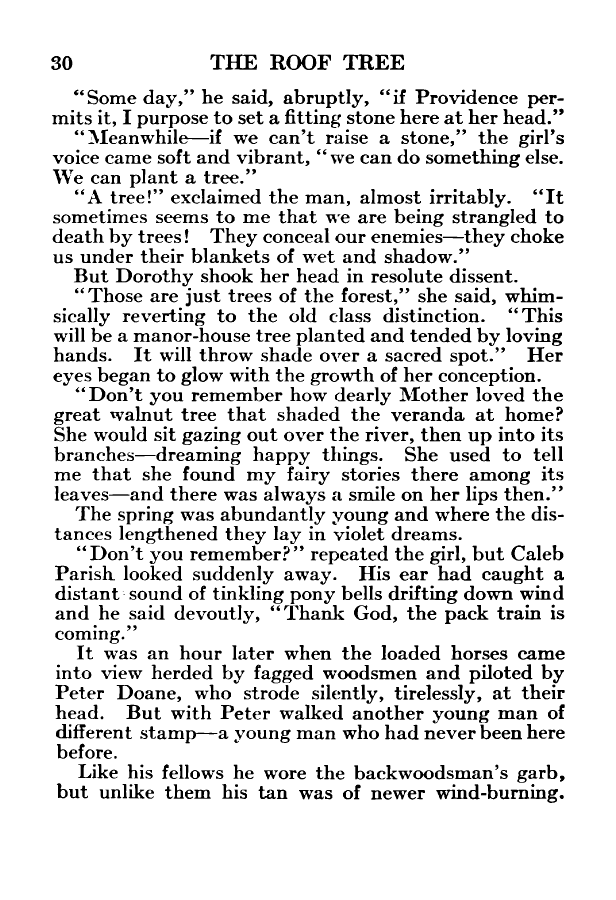 30 THE ROOF TREE
“Some day,” he said, abruptly, “if Providence per-
mits it, I purpose to set a fitting stone here at her head.”
“Meanwhile—if we can’t raise a stone,” the girl’s
voice came soft and vibrant, “we can do something else.
We can plant a tree.”
“A tree!” exclaimed the man, almost irritably. “It
sometimes seems to me that we are being strangled to
death by trees! They conceal our enemies—they choke
us under their blankets of wet and shadow.”
But Dorothy shook her head in resolute dissent.
“Those are just trees of the forest,” she said, whim-
sically reverting to the old class distinction. “This
will be a manor-house tree planted and tended by loving
hands. It will throw shade over a sacred spot.” Her
eyes began to glow with the growth of her conception.
“Don’t you remember how dearly Mother loved the
great walnut tree that shaded the veranda at home?
She would sit gazing out over the river, then up into its
branches—dreaming happy things. She used to tell
me that she found my fairy stories there among its
leaves—and there was always a smile on her lips then.”
The spring was abundantly young and where the dis-
tances lengthened they lay in violet dreams.
“Don’t you remember?” repeated the girl, but Caleb
Parish looked suddenly away. His ear had caught a
distant sound of tinkling pony bells drifting down wind
and he said devoutly, “Thank God, the pack train is
coming.”
It was an hour later when the loaded horses came
into view herded by fagged woodsmen and piloted by
Peter Doane, who strode silently, tirelessly, at their
head. But with Peter walked another young man of
different stamp—a young man who had never been here
before.
Like his fellows he wore the backwoodsman’s garb,
but unlike them his tan was of newer wind-burning.